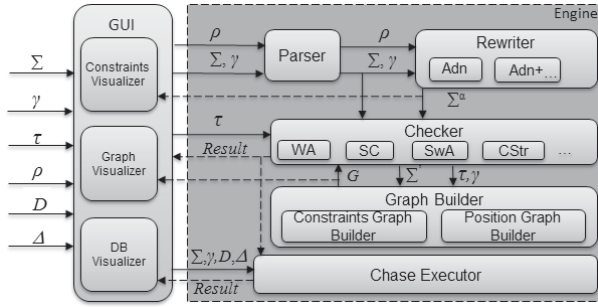 GUI
Engine
Σ
γ
τ
ρ
D
Δ
Constraints
Visualizer
Graph
Visualizer
DB
Visualizer
ρ
Σ, γ
Parser
ρ
Σ, γ
Rewriter
Adn
Adn+...
Σα
τ
Result
Checker
WA
SC
SwA
CStr
...
G
Σ'
τ,γ
Graph Builder
Constraints Graph
Builder
Position Graph
Builder
Σ,γ,D,Δ
Result
Chase Executor